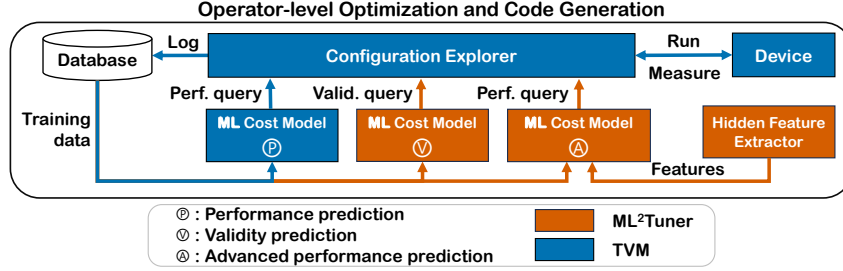 Operator-level Optimization and Code Generation
Database
Log
Configuration Explorer
Run
Measure
Device
Perf. query
Valid. query
Perf. query
Training
data
ML Cost Model
Ⓟ
ML Cost Model
Ⓥ
ML Cost Model
Ⓐ
Hidden Feature
Extractor
Features
Ⓟ : Performance prediction
Ⓥ : Validity prediction
Ⓐ : Advanced performance prediction
ML²Tuner
TVM